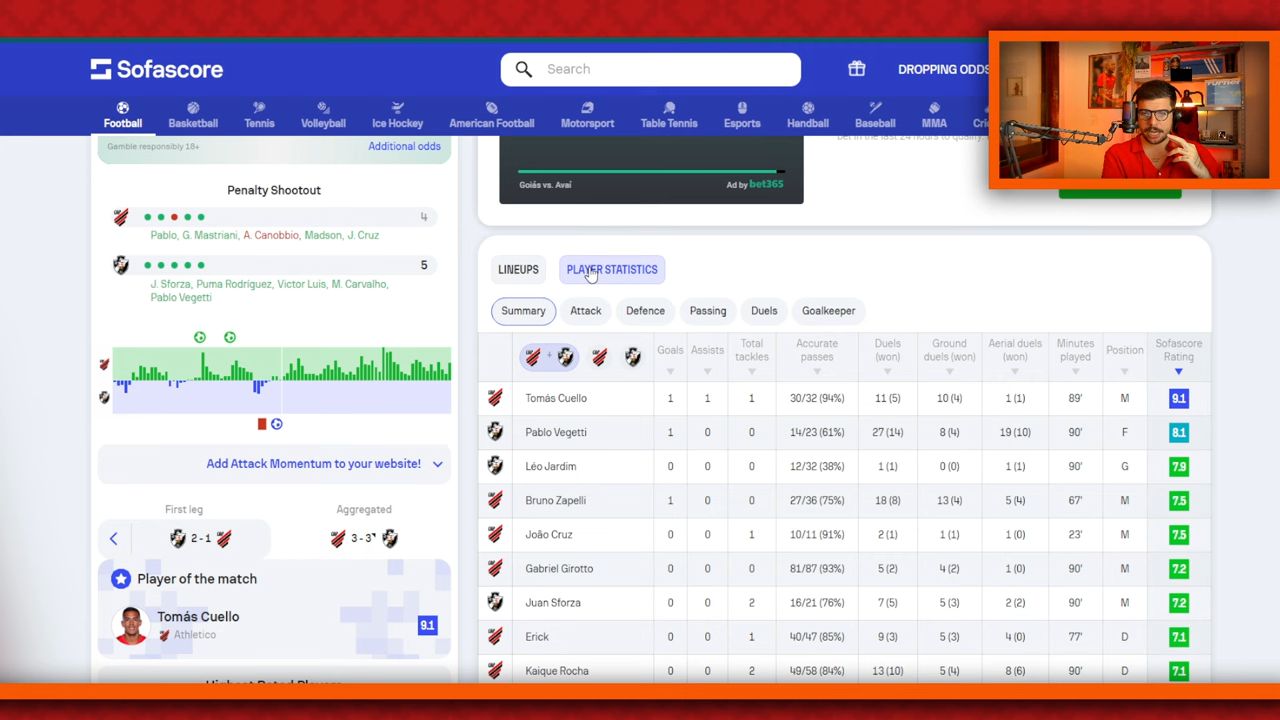 Sofascore
Search
DROPPING ODDS
Football
Basketball
Tennis
Volleyball
Ice Hockey
American Football
Motorsport
Table Tennis
Esports
Handball
Baseball
MMA
Gamble responsibly 18+
Additional odds
Goiás vs. Avaí
Ad by bet365
bet in the last 24 hours to qualify.
Penalty Shootout
4
Pablo, G. Mastriani, A. Canobbio, Madson, J. Cruz
5
J. Sforza, Puma Rodríguez, Victor Luis, M. Carvalho,
Pablo Vegetti
Add Attack Momentum to your website!
First leg
Aggregated
2 - 1
3 - 3
Player of the match
Tomás Cuello
Athletico
9.1
Highest Rated Players
LINEUPS
PLAYER STATISTICS
Summary
Attack
Defence
Passing
Duels
Goalkeeper
+ Goals Assists Total tackles Accurate passes Duels (won) Ground duels (won) Aerial duels (won) Minutes played Position Sofascore Rating
Tomás Cuello 1 1 1 30/32 (94%) 11 (5) 10 (4) 1 (1) 89' M 9.1
Pablo Vegetti 1 0 0 14/23 (61%) 27 (14) 8 (4) 19 (10) 90' F 8.1
Léo Jardim 0 0 0 12/32 (38%) 1 (1) 0 (0) 1 (1) 90' G 7.9
Bruno Zapelli 1 0 0 27/36 (75%) 18 (8) 13 (4) 5 (4) 67' M 7.5
João Cruz 0 0 1 10/11 (91%) 2 (1) 1 (1) 1 (0) 23' M 7.5
Gabriel Girotto 0 0 0 81/87 (93%) 5 (2) 4 (2) 1 (0) 90' M 7.2
Juan Sforza 0 0 2 16/21 (76%) 7 (5) 5 (3) 2 (2) 90' M 7.2
Erick 0 0 1 40/47 (85%) 9 (3) 5 (3) 4 (0) 77' D 7.1
Kaique Rocha 0 0 2 49/58 (84%) 13 (10) 5 (4) 8 (6) 90' D 7.1